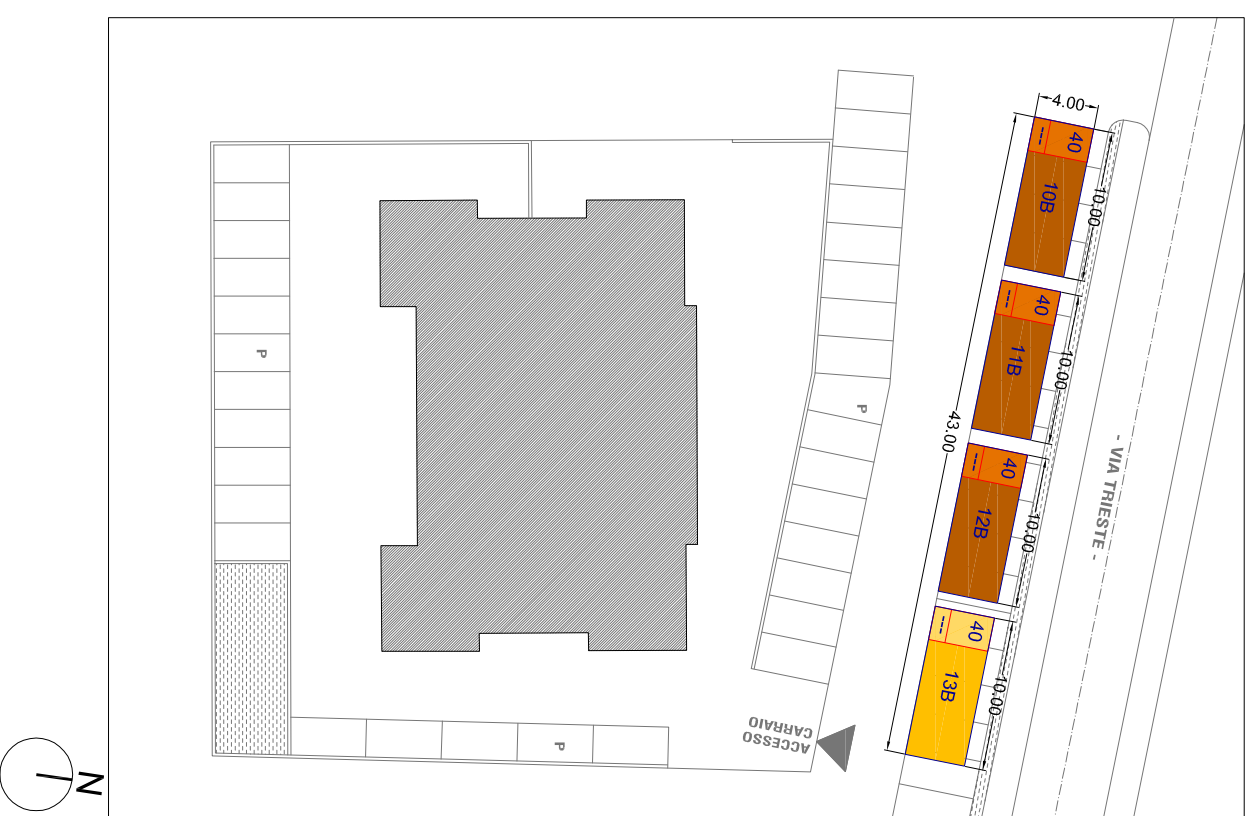 4.00
40
---
10B
10.00
40
---
11B
10.00
43.00
40
---
12B
10.00
40
---
13B
10.00
- VIA TRIESTE -
P
P
P
ACCESSO
CARRAIO
N